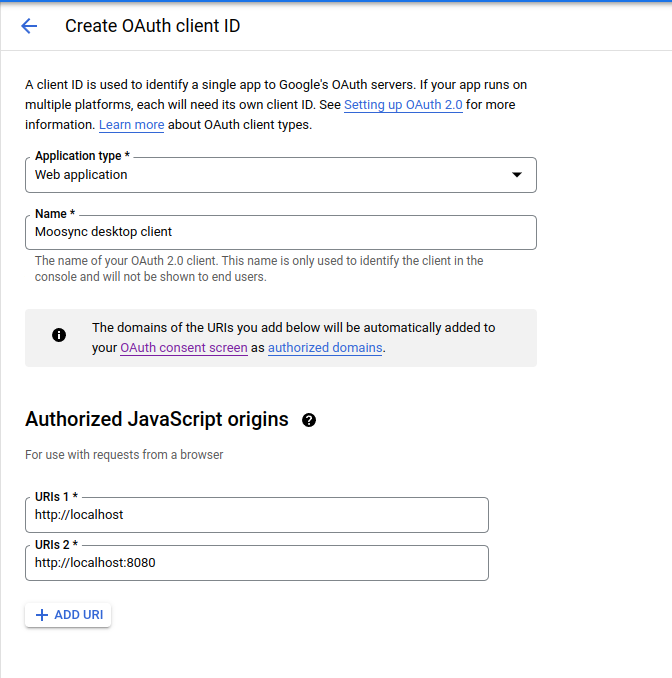 Create OAuth client ID
A client ID is used to identify a single app to Google's OAuth servers. If your app runs on
multiple platforms, each will need its own client ID. See Setting up OAuth 2.0 for more
information. Learn more about OAuth client types.
Application type *
Web application
Name *
Moosync desktop client
The name of your OAuth 2.0 client. This name is only used to identify the client in the
console and will not be shown to end users.
The domains of the URIs you add below will be automatically added to
your OAuth consent screen as authorized domains.
Authorized JavaScript origins
For use with requests from a browser
URIs 1 *
http://localhost
URIs 2 *
http://localhost:8080
ADD URI